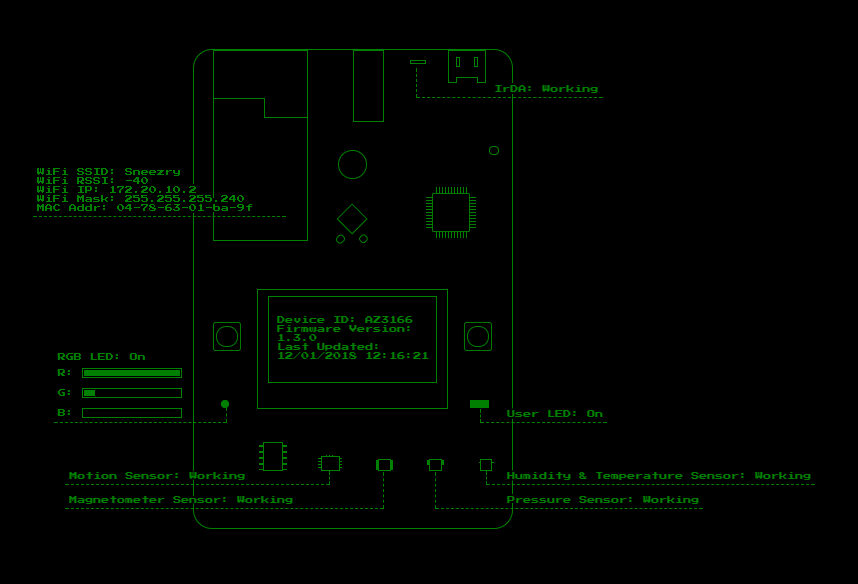 IrDA: Working
WiFi SSID: Sneezry
WiFi RSSI: -40
WiFi IP: 172.20.10.2
WiFi Mask: 255.255.255.240
MAC Addr: 04-78-63-01-ba-9f
Device ID: AZ3166
Firmware Version:
1.3.0
Last Updated:
12/01/2018 12:16:21
RGB LED: On
R:
G:
B:
User LED: On
Motion Sensor: Working
Humidity & Temperature Sensor: Working
Magnetometer Sensor: Working
Pressure Sensor: Working